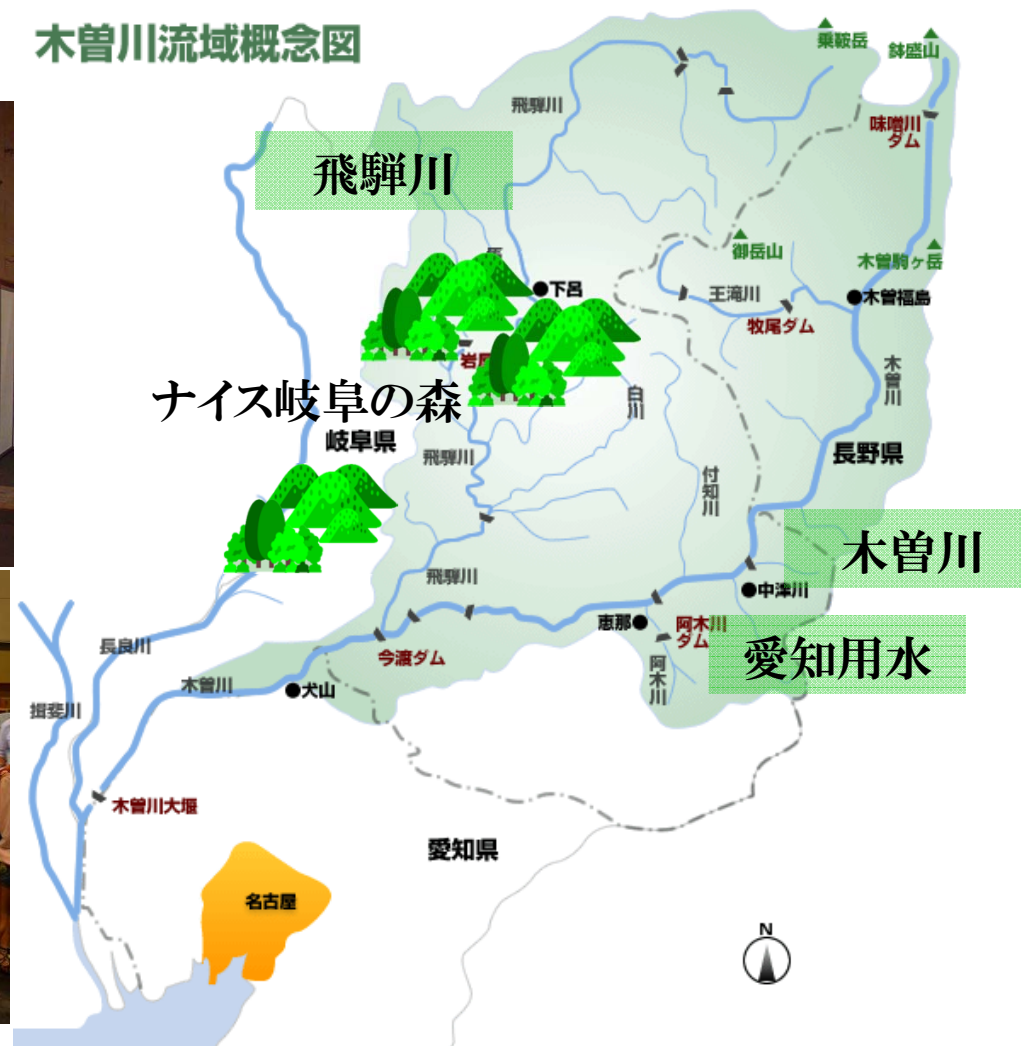 木曽川流域概念図
乗鞍岳
鉢盛山
飛騨川
味噌川
ダム
飛騨川
御岳山
木曽駒ヶ岳
下呂
王滝川
木曽福島
牧尾ダム
岩
白川
木曽川
ナイス岐阜の森
岐阜県
飛騨川
長野県
付知川
木曽川
飛騨川
中津川
恵那
阿木川
ダム
愛知用水
阿木川
長良川
今渡ダム
木曽川
犬山
揖斐川
木曽川大堰
愛知県
名古屋
N